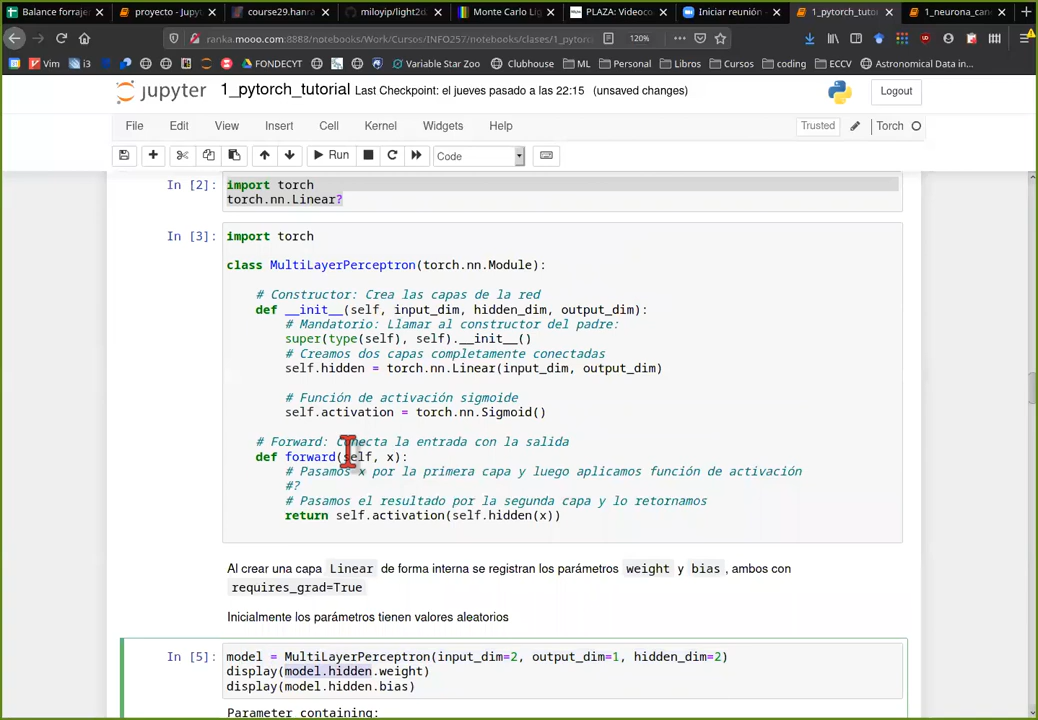 Balance forrajer
proyecto - Jupyt
course29.hanra
miloyip/light2d.
Monte Carlo Lig
PLAZA: Videoco
Iniciar reunión
1_pytorch_tutor
1_neurona_can
ranka.mooo.com:8888/notebooks/Work/Cursos/INFO257/notebooks/clases/1_pytorc
120%
Vim
i3
FONDECYT
Variable Star Zoo
Clubhouse
ML
Personal
Libros
Cursos
coding
ECCV
Astronomical Data in...
jupyter 1_pytorch_tutorial Last Checkpoint: el jueves pasado a las 22:15 (unsaved changes)
Logout
File Edit View Insert Cell Kernel Widgets Help
Trusted
Torch
Run
Code
In [2]: import torch
torch.nn.Linear?
In [3]: import torch
class MultiLayerPerceptron(torch.nn.Module):
# Constructor: Crea las capas de la red
def __init__(self, input_dim, hidden_dim, output_dim):
# Mandatorio: Llamar al constructor del padre:
super(type(self), self).__init__()
# Creamos dos capas completamente conectadas
self.hidden = torch.nn.Linear(input_dim, output_dim)
# Función de activación sigmoide
self.activation = torch.nn.Sigmoid()
# Forward: Conecta la entrada con la salida
def forward(self, x):
# Pasamos x por la primera capa y luego aplicamos función de activación
#?
# Pasamos el resultado por la segunda capa y lo retornamos
return self.activation(self.hidden(x))
Al crear una capa Linear de forma interna se registran los parámetros weight y bias , ambos con
requires_grad=True
Inicialmente los parámetros tienen valores aleatorios
In [5]: model = MultiLayerPerceptron(input_dim=2, output_dim=1, hidden_dim=2)
display(model.hidden.weight)
display(model.hidden.bias)
Parameter containing: